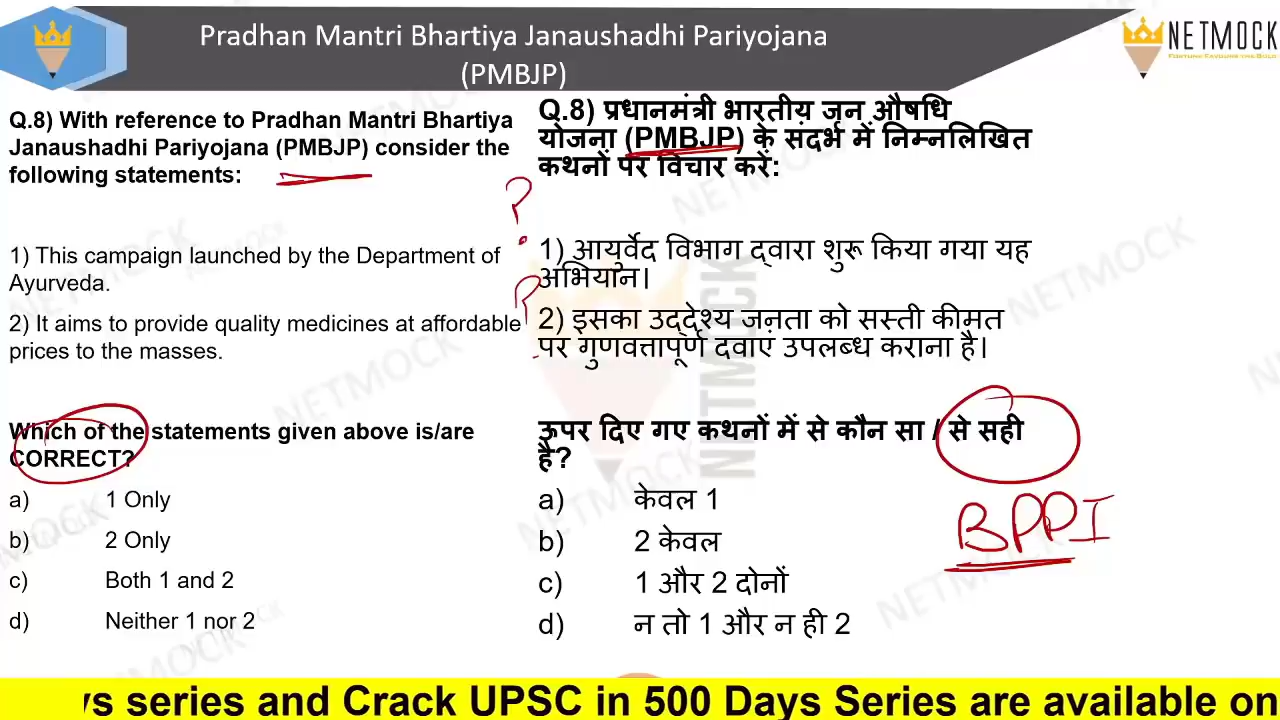 Pradhan Mantri Bhartiya Janaushadhi Pariyojana
(PMBJP)
NETMOCK
FORTUNE FAVOURS THE BOLD
Q.8) With reference to Pradhan Mantri Bhartiya
Janaushadhi Pariyojana (PMBJP) consider the
following statements:
1) This campaign launched by the Department of
Ayurveda.
2) It aims to provide quality medicines at affordable
prices to the masses.
Which of the statements given above is/are
CORRECT?
a) 1 Only
b) 2 Only
c) Both 1 and 2
d) Neither 1 nor 2
Q.8) प्रधानमंत्री भारतीय जन औषधि
योजना (PMBJP) के संदर्भ में निम्नलिखित
कथनों पर विचार करें:
?
1) आयुर्वेद विभाग द्वारा शुरू किया गया यह
अभियान।
?
2) इसका उद्देश्य जनता को सस्ती कीमत
पर गुणवत्तापूर्ण दवाएं उपलब्ध कराना है।
ऊपर दिए गए कथनों में से कौन सा / से सही
है?
a) केवल 1
b) 2 केवल
c) 1 और 2 दोनों
d) न तो 1 और न ही 2
BPPI
NETMOCK
ys series and Crack UPSC in 500 Days Series are available on